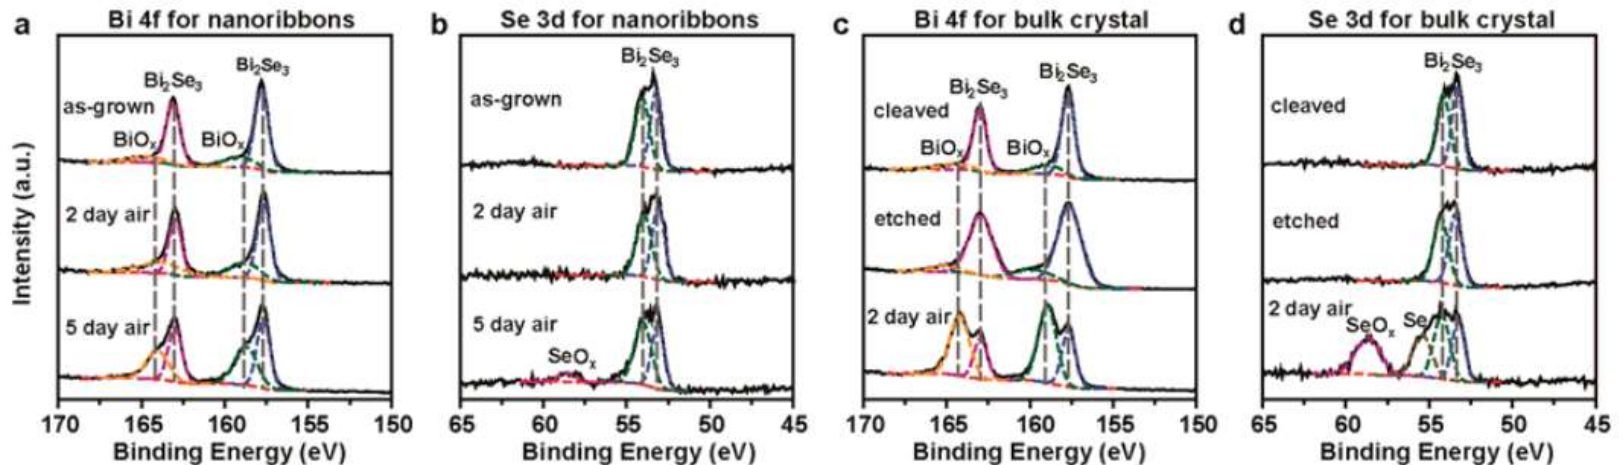 a Bi 4f for nanoribbons
Bi₂Se₃
Bi₂Se₃
as-grown
BiOₓ
BiOₓ
2 day air
5 day air
Intensity (a.u.)
170 165 160 155 150
Binding Energy (eV)
b Se 3d for nanoribbons
Bi₂Se₃
as-grown
2 day air
5 day air
SeOₓ
65 60 55 50 45
Binding Energy (eV)
c Bi 4f for bulk crystal
Bi₂Se₃
Bi₂Se₃
cleaved
BiOₓ
BiOₓ
etched
2 day air
170 165 160 155 150
Binding Energy (eV)
d Se 3d for bulk crystal
Bi₂Se₃
cleaved
etched
2 day air
SeOₓ
Se
65 60 55 50 45
Binding Energy (eV)